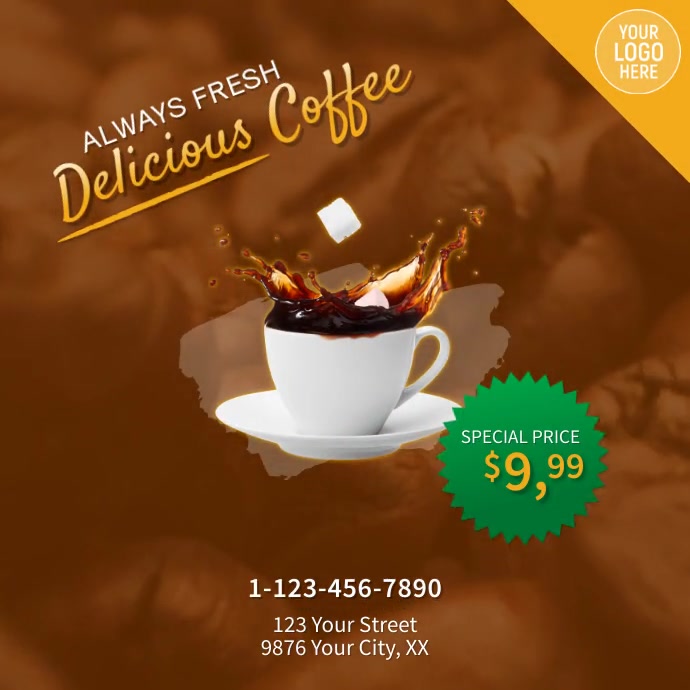 YOUR
LOGO
HERE
ALWAYS FRESH
Delicious Coffee
SPECIAL PRICE
$9,99
1-123-456-7890
123 Your Street
9876 Your City, XX